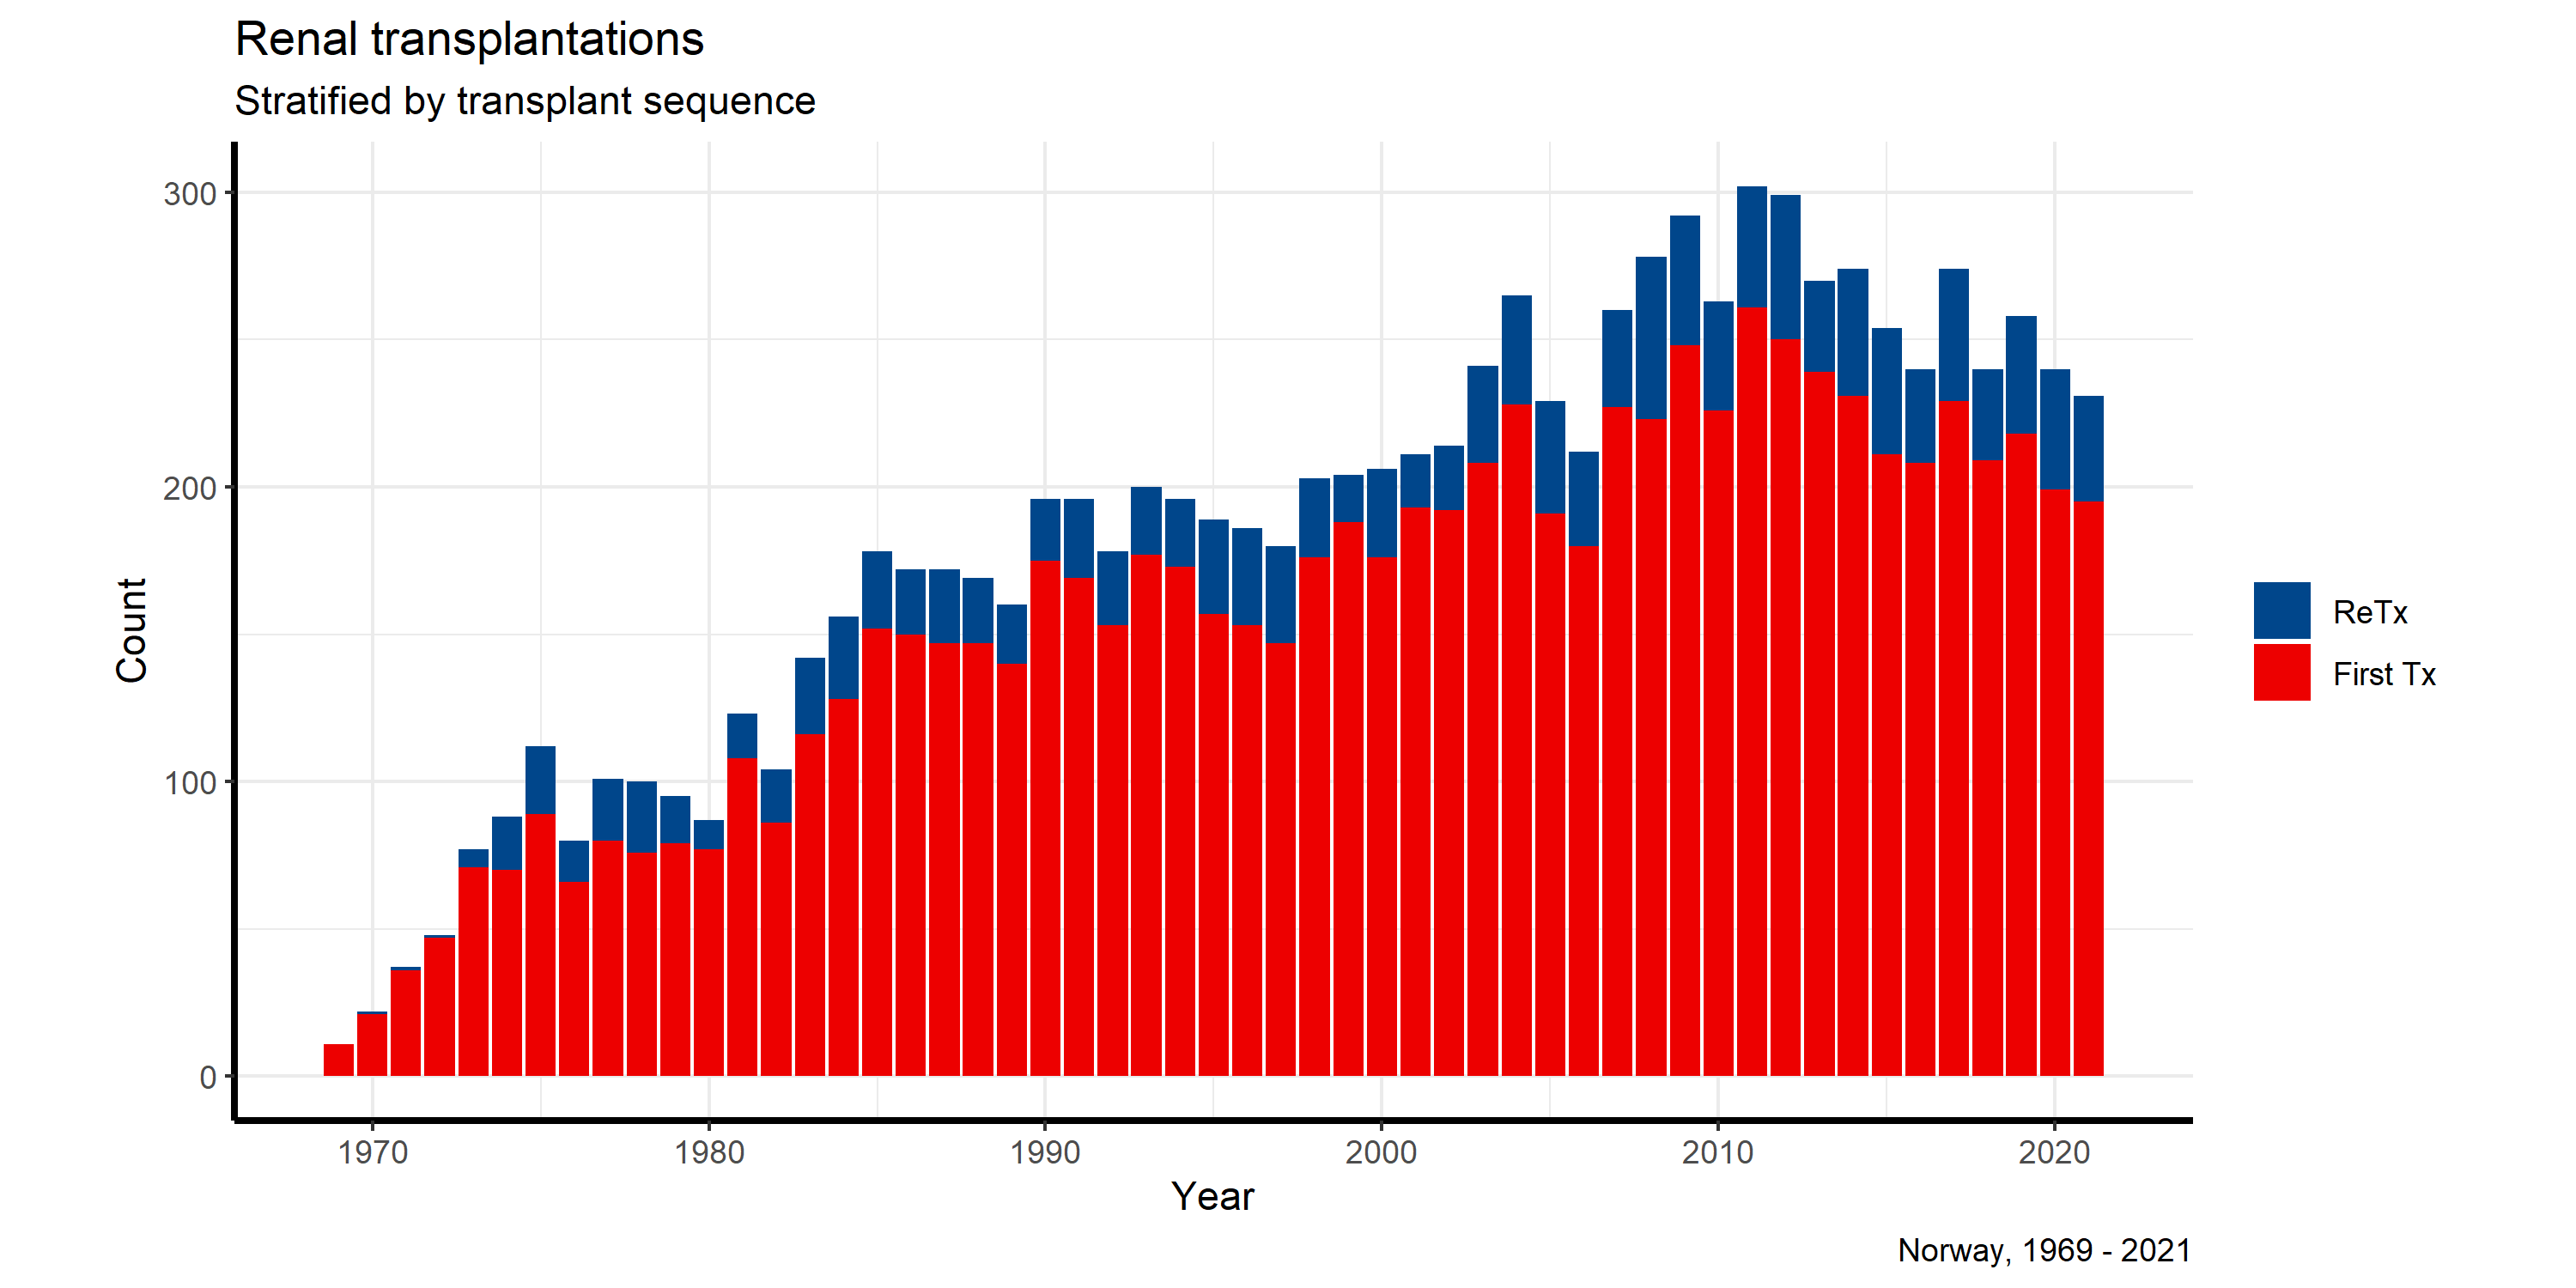 Renal transplantations
Stratified by transplant sequence
300
200
100
0
Count
1970 1980 1990 2000 2010 2020
Year
ReTx
First Tx
Norway, 1969 - 2021